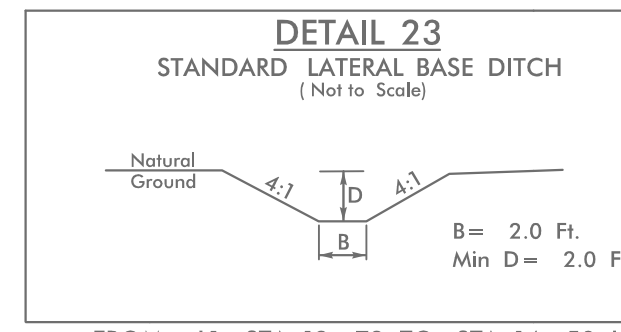 DETAIL 23
STANDARD LATERAL BASE DITCH
( Not to Scale)
Natural
Ground
4:1
D
4:1
B
B= 2.0 Ft.
Min D= 2.0 F